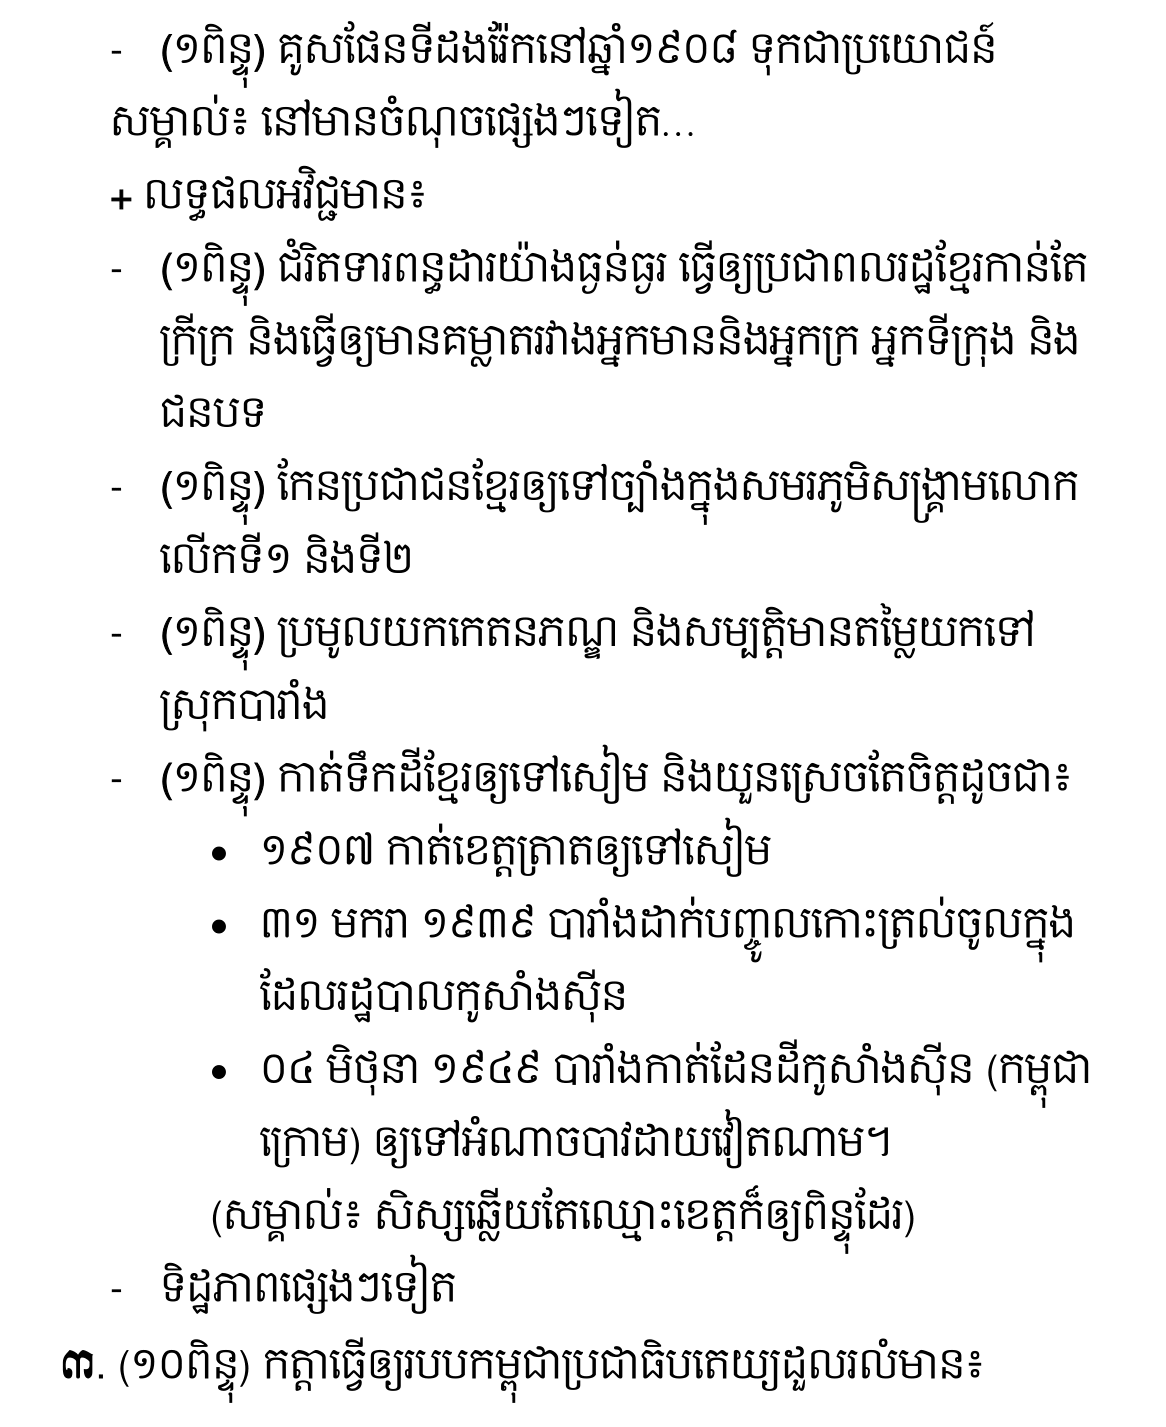 - (១ពិន្ទុ) គូសផែនទីដងរ៉ែកនៅឆ្នាំ១៩០៨ ទុកជាប្រយោជន៍
សម្គាល់៖ នៅមានចំណុចផ្សេងៗទៀត...
+ លទ្ធផលអវិជ្ជមាន៖
- (១ពិន្ទុ) ជំរិតទារពន្ធដារយ៉ាងធ្ងន់ធ្ងរ ធ្វើឲ្យប្រជាពលរដ្ឋខ្មែរកាន់តែ
ក្រីក្រ និងធ្វើឲ្យមានគម្លាតរវាងអ្នកមាននិងអ្នកក្រ អ្នកទីក្រុង និង
ជនបទ
- (១ពិន្ទុ) កែនប្រជាជនខ្មែរឲ្យទៅច្បាំងក្នុងសមរភូមិសង្គ្រាមលោក
លើកទី១ និងទី២
- (១ពិន្ទុ) ប្រមូលយកកេតនភណ្ឌ និងសម្បត្តិមានតម្លៃយកទៅ
ស្រុកបារាំង
- (១ពិន្ទុ) កាត់ទឹកដីខ្មែរឲ្យទៅសៀម និងយួនស្រេចតែចិត្តដូចជា៖
• ១៩០៧ កាត់ខេត្តត្រាតឲ្យទៅសៀម
• ៣១ មករា ១៩៣៩ បារាំងដាក់បញ្ចូលកោះត្រល់ចូលក្នុង
ដែលរដ្ឋបាលកូសាំងស៊ីន
• ០៤ មិថុនា ១៩៤៩ បារាំងកាត់ដែនដីកូសាំងស៊ីន (កម្ពុជា
ក្រោម) ឲ្យទៅអំណាចបាវដាយវៀតណាម។
(សម្គាល់៖ សិស្សឆ្លើយតែឈ្មោះខេត្តក៏ឲ្យពិន្ទុដែរ)
- ទិដ្ឋភាពផ្សេងៗទៀត
៣. (១០ពិន្ទុ) កត្តាធ្វើឲ្យរបបកម្ពុជាប្រជាធិបតេយ្យដួលរលំមាន៖